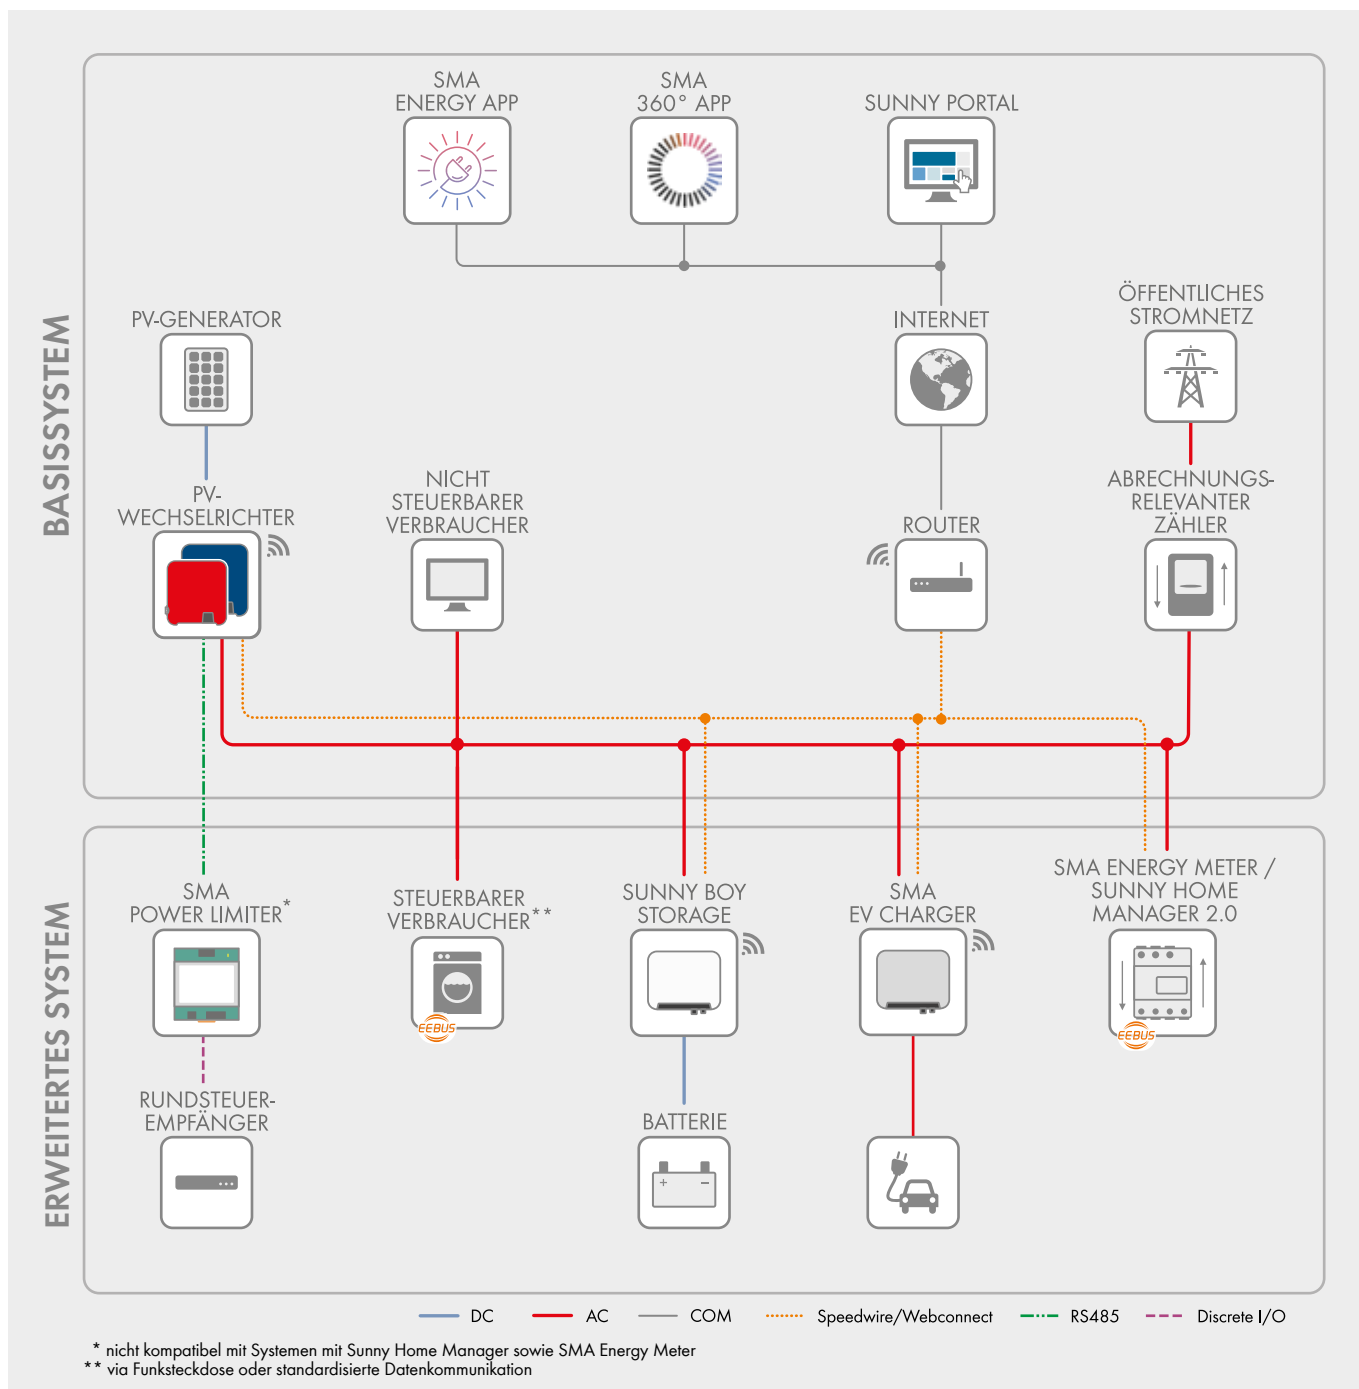 BASISSYSTEM
SMA
ENERGY APP
SMA
360° APP
SUNNY PORTAL
PV-GENERATOR
INTERNET
ÖFFENTLICHES
STROMNETZ
PV-
WECHSELRICHTER
NICHT
STEUERBARER
VERBRAUCHER
ROUTER
ABRECHNUNGS-
RELEVANTER
ZÄHLER
ERWEITERTES SYSTEM
SMA
POWER LIMITER*
STEUERBARER
VERBRAUCHER**
EEBUS
SUNNY BOY
STORAGE
SMA
EV CHARGER
SMA ENERGY METER /
SUNNY HOME
MANAGER 2.0
EEBUS
RUNDSTEUER-
EMPFÄNGER
BATTERIE
+ −
DC
AC
COM
Speedwire/Webconnect
RS485
Discrete I/O
* nicht kompatibel mit Systemen mit Sunny Home Manager sowie SMA Energy Meter
** via Funksteckdose oder standardisierte Datenkommunikation